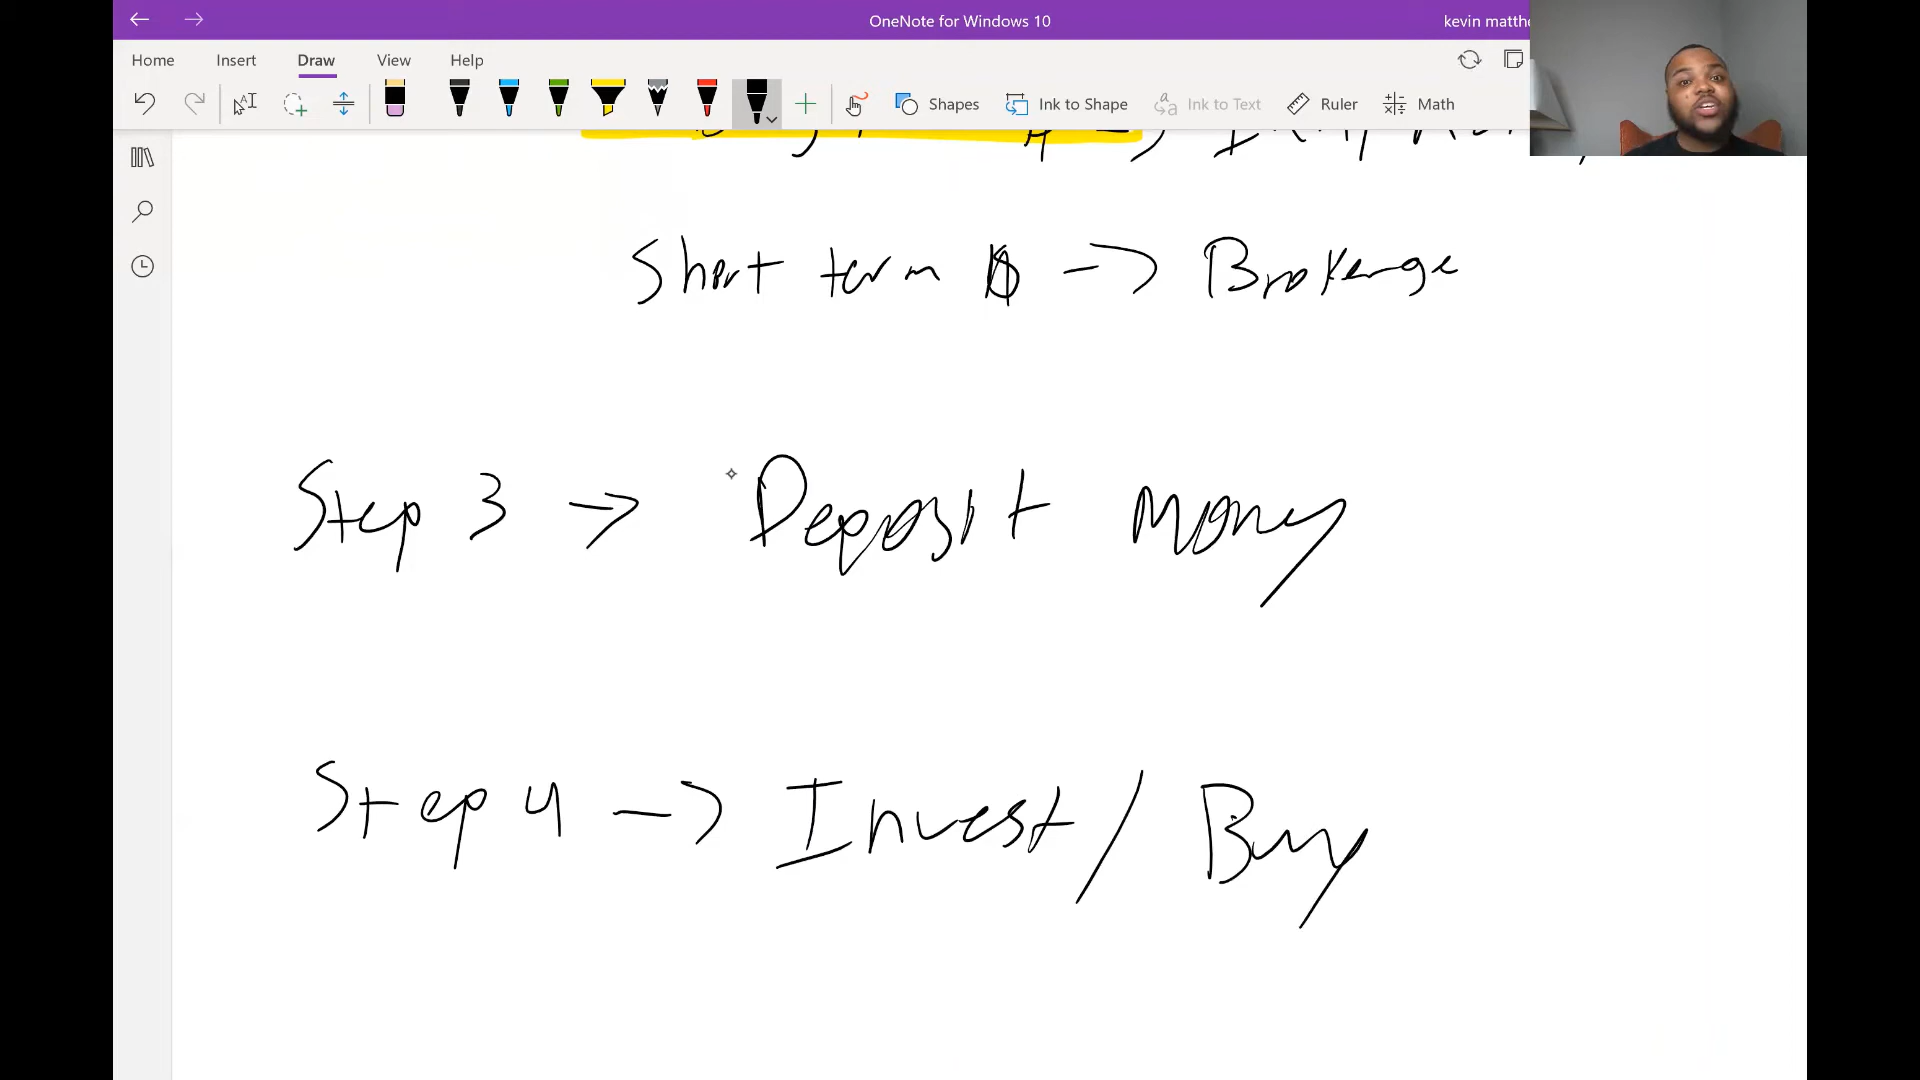 OneNote for Windows 10
kevin matthe
Home Insert Draw View Help
Shapes Ink to Shape Ink to Text Ruler Math
Short term $ -> Brokerage
Step 3 -> Deposit Money
Step 4 -> Invest / Buy